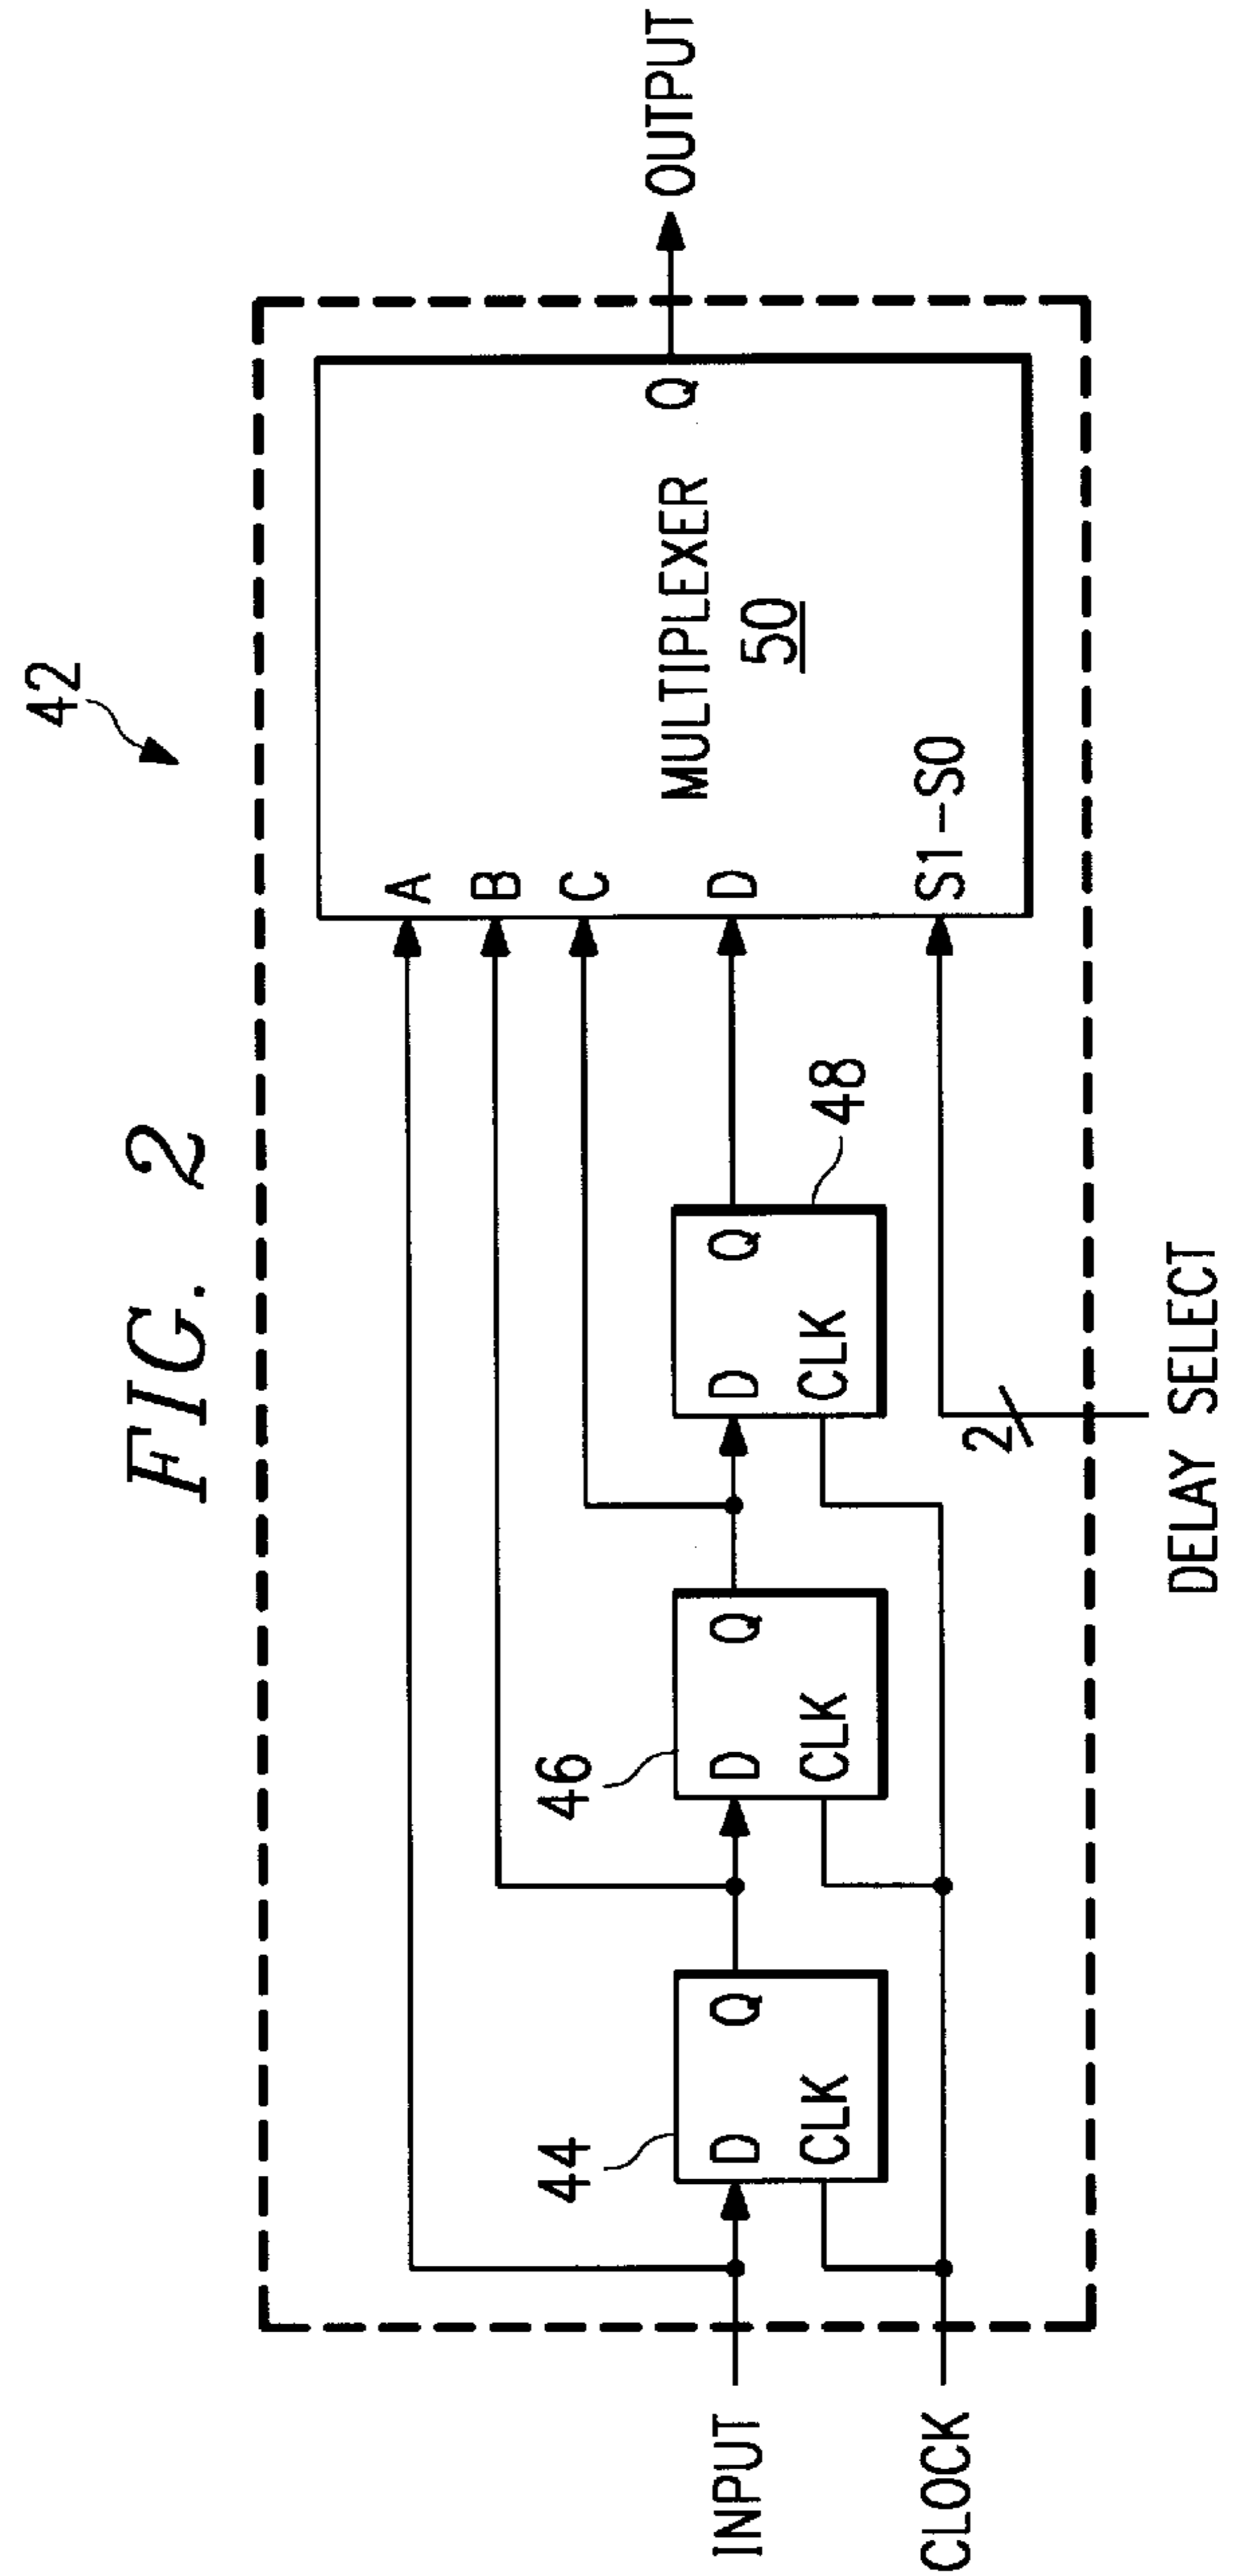 FIG. 2
42
INPUT
CLOCK
44
D
Q
CLK
46
D
Q
CLK
48
D
Q
CLK
A
B
C
D
S1-S0
MULTIPLEXER
50
Q
OUTPUT
2
DELAY SELECT